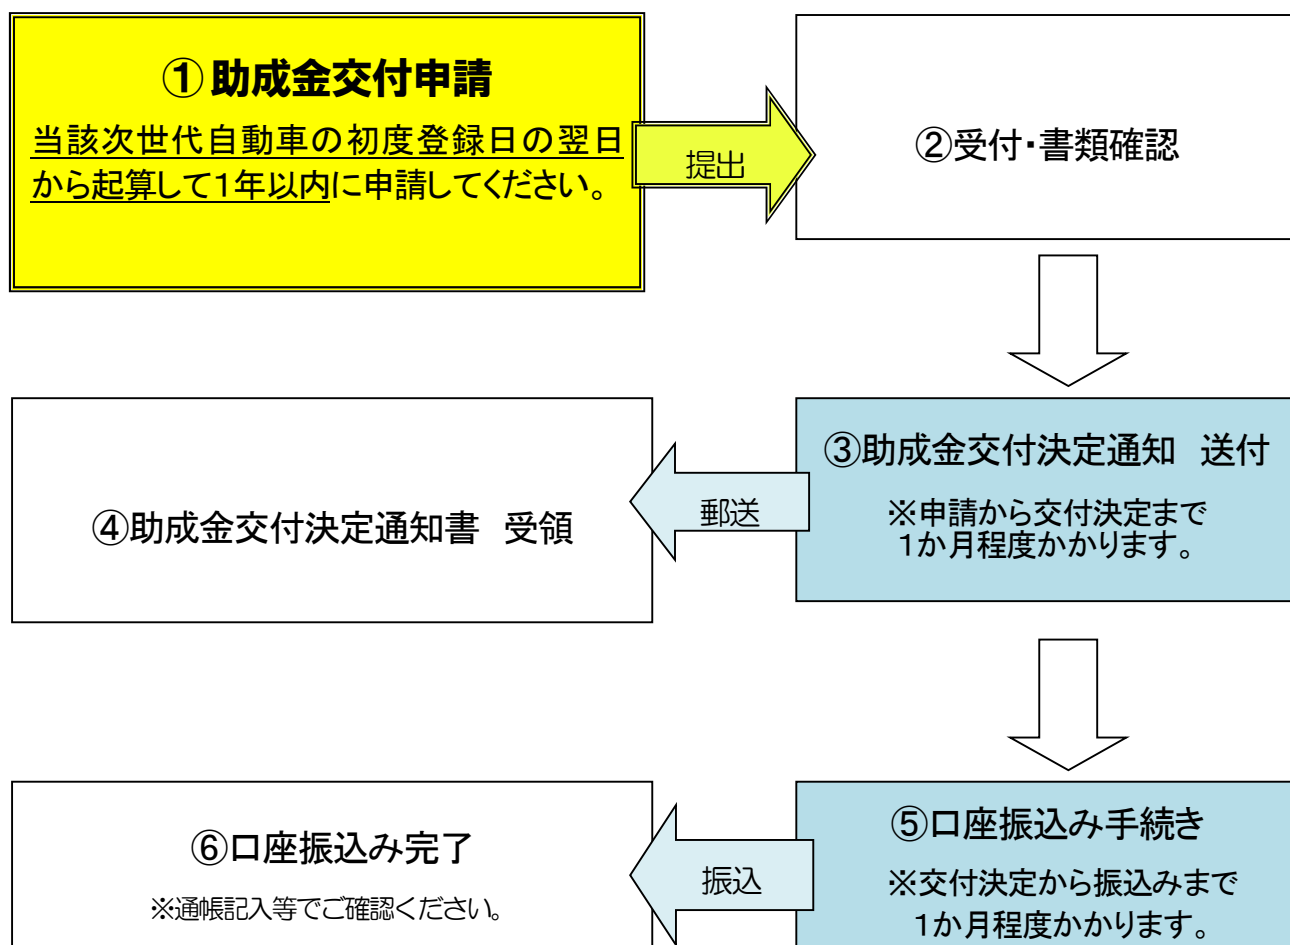 ①助成金交付申請
当該次世代自動車の初度登録日の翌日
から起算して1年以内に申請してください。
提出
②受付・書類確認
③助成金交付決定通知　送付
※申請から交付決定まで
1か月程度かかります。
郵送
④助成金交付決定通知書　受領
⑤口座振込み手続き
※交付決定から振込みまで
1か月程度かかります。
振込
⑥口座振込み完了
※通帳記入等でご確認ください。